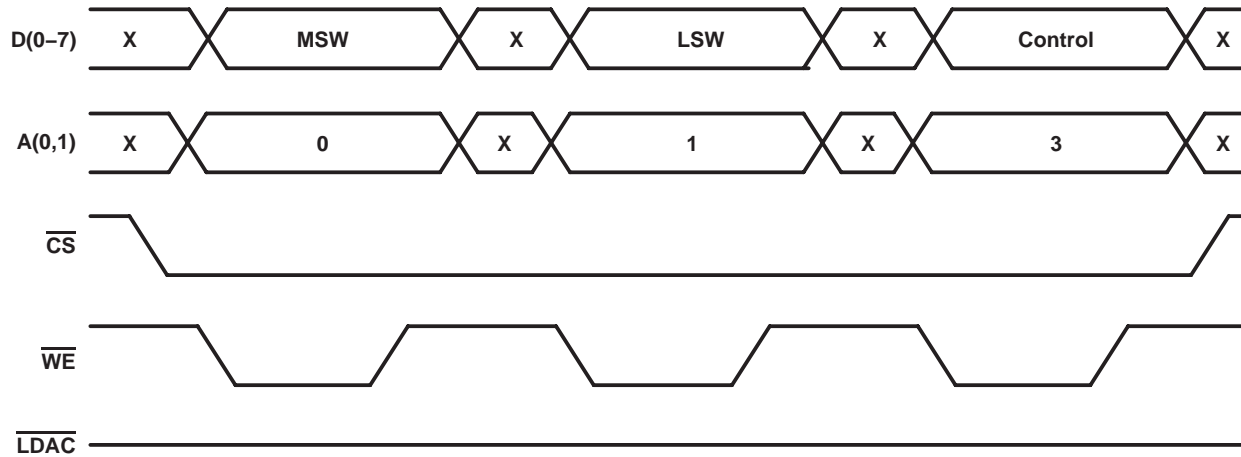 D(0–7) X MSW X LSW X Control X
A(0,1) X 0 X 1 X 3 X
CS
WE
LDAC